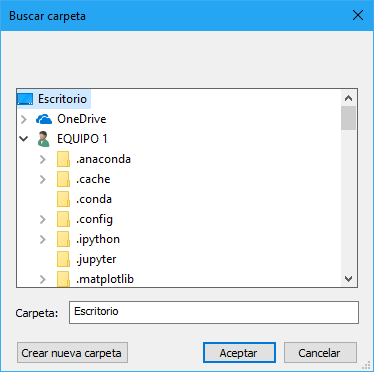 Buscar carpeta
Escritorio
OneDrive
EQUIPO 1
.anaconda
.cache
.conda
.config
.ipython
.jupyter
.matplotlib
Carpeta: Escritorio
Crear nueva carpeta Aceptar Cancelar